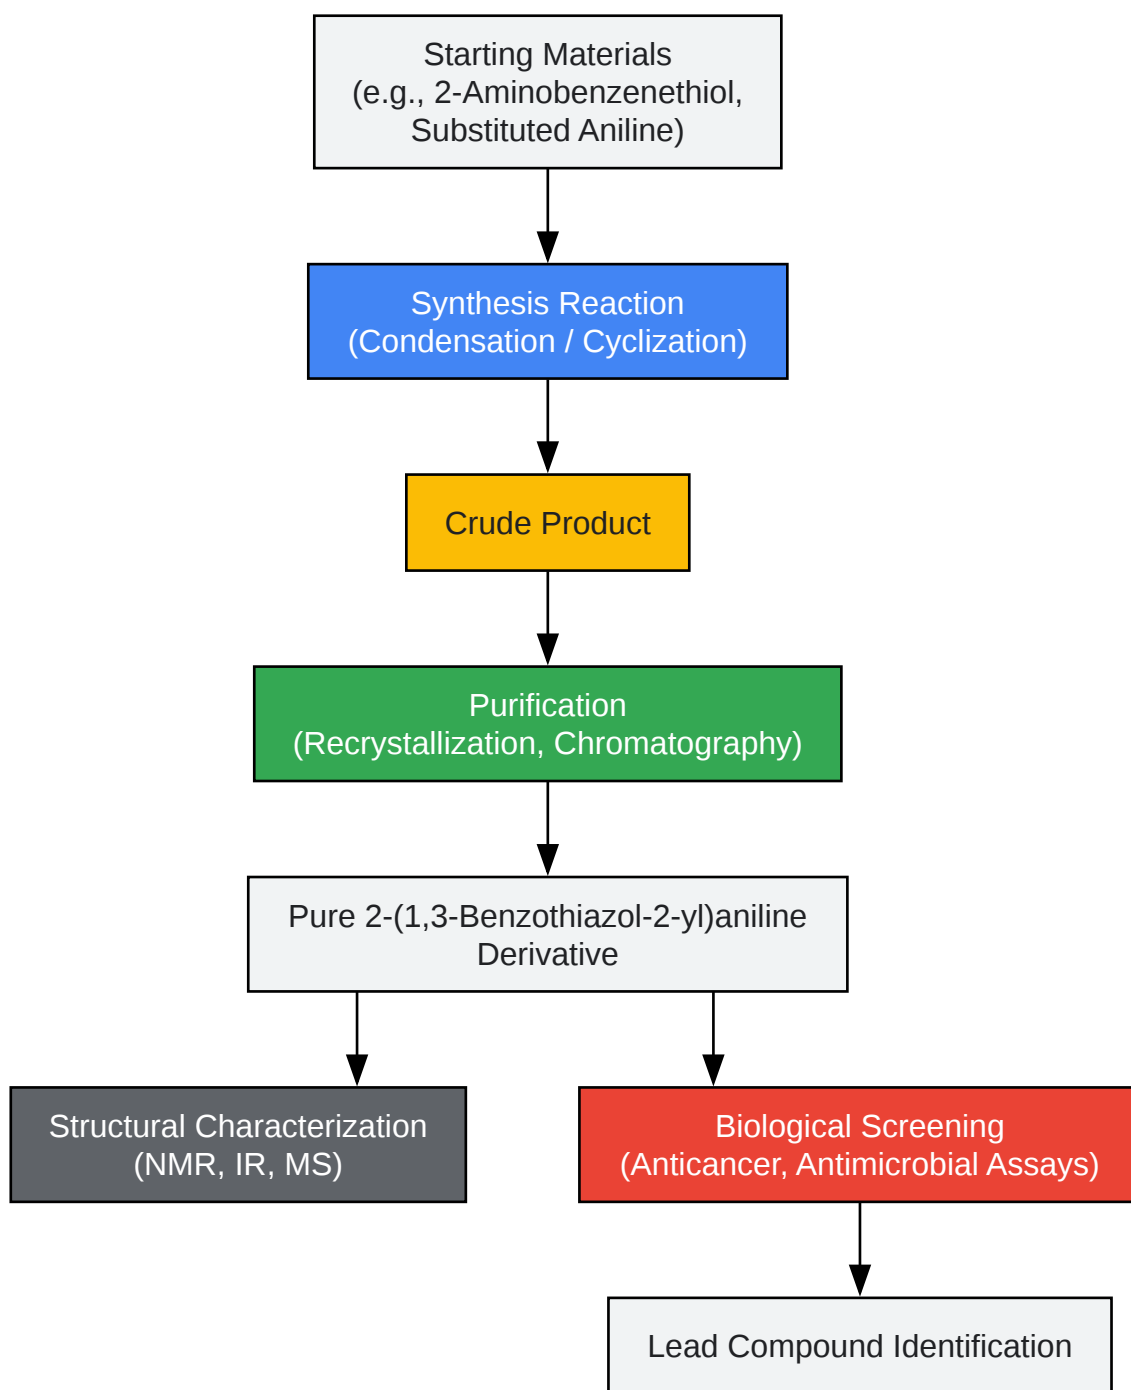 Starting Materials
(e.g., 2-Aminobenzenethiol,
Substituted Aniline)
Synthesis Reaction
(Condensation / Cyclization)
Crude Product
Purification
(Recrystallization, Chromatography)
Pure 2-(1,3-Benzothiazol-2-yl)aniline
Derivative
Structural Characterization
(NMR, IR, MS)
Biological Screening
(Anticancer, Antimicrobial Assays)
Lead Compound Identification